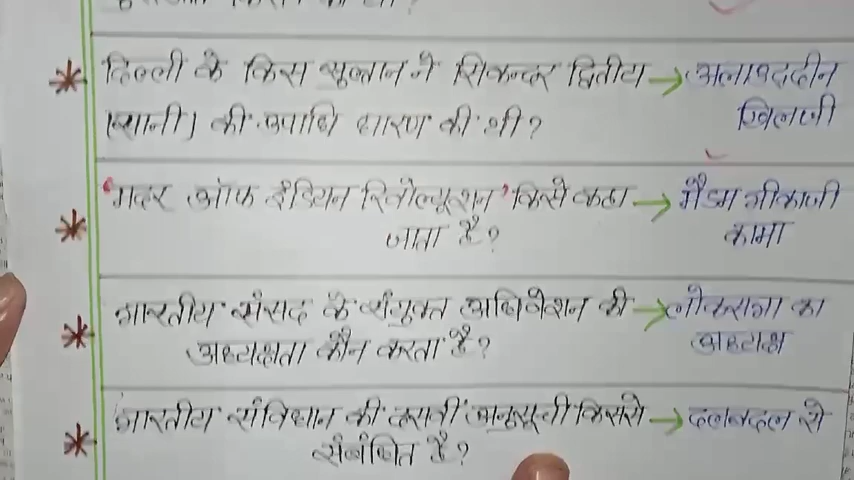 दिल्ली के किस सुल्तान ने सिकन्दर द्वितीय → अलाउददीन
(सानी) की उपाधि धारण की थी? खिलजी
'मदर ऑफ इंडियन रिवोल्यूशन' किसे कहा → मैडम भीकाजी
जाता है? कामा
भारतीय संसद के संयुक्त अधिवेशन की → लोकसभा का
अध्यक्षता कौन करता है? अध्यक्ष
भारतीय संविधान की दसवीं अनुसूची किससे → दलबदल से
संबंधित है?